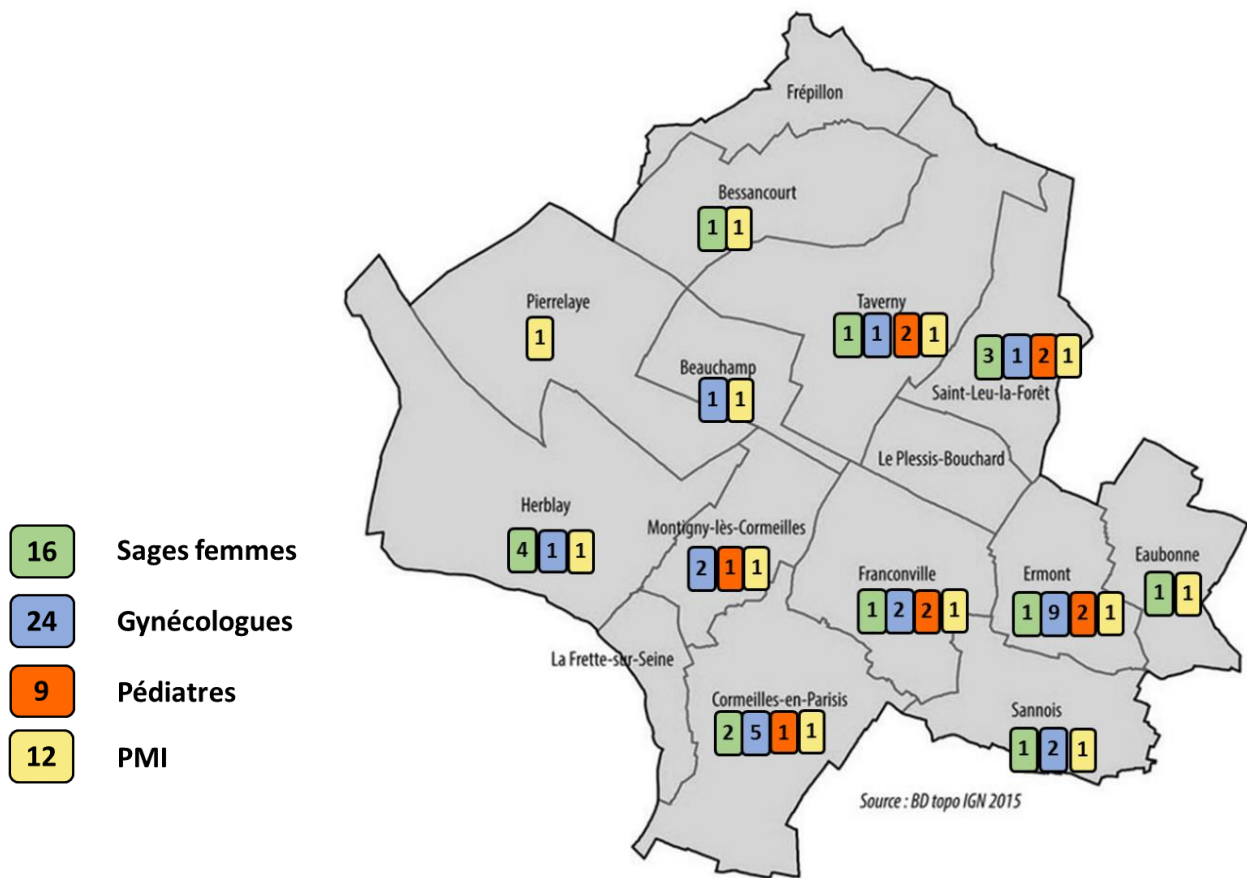 Frépillon
Bessancourt
1 1
Pierrelaye
1
Taverny
1 1 2 1
3 1 2 1
Saint-Leu-la-Forêt
Beauchamp
1 1
Le Plessis-Bouchard
Herblay
4 1 1
Montigny-lès-Cormeilles
2 1 1
Franconville
1 2 2 1
Ermont
1 9 2 1
Eaubonne
1 1
La Frette-sur-Seine
Cormeilles-en-Parisis
2 5 1 1
Sannois
1 2 1
Source : BD topo IGN 2015
16 Sages femmes
24 Gynécologues
9 Pédiatres
12 PMI